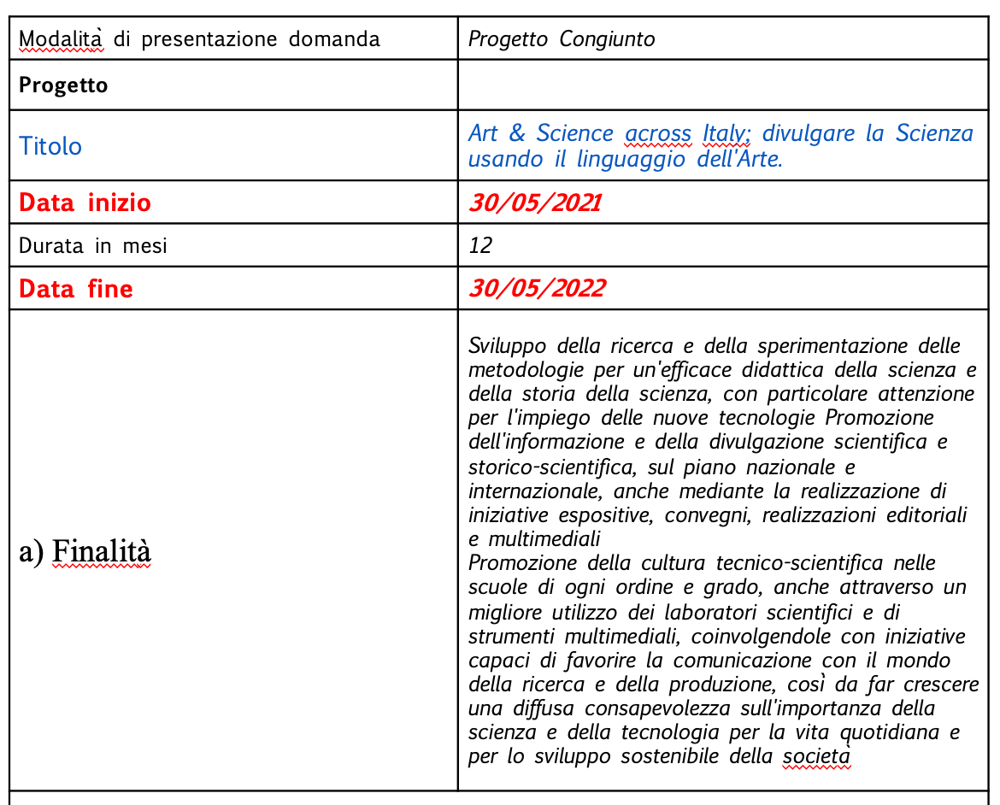 Modalità di presentazione domanda
Progetto Congiunto
Progetto
Titolo
Art & Science across Italy; divulgare la Scienza
usando il linguaggio dell'Arte.
Data inizio
30/05/2021
Durata in mesi
12
Data fine
30/05/2022
a) Finalità
Sviluppo della ricerca e della sperimentazione delle
metodologie per un'efficace didattica della scienza e
della storia della scienza, con particolare attenzione
per l'impiego delle nuove tecnologie Promozione
dell'informazione e della divulgazione scientifica e
storico-scientifica, sul piano nazionale e
internazionale, anche mediante la realizzazione di
iniziative espositive, convegni, realizzazioni editoriali
e multimediali
Promozione della cultura tecnico-scientifica nelle
scuole di ogni ordine e grado, anche attraverso un
migliore utilizzo dei laboratori scientifici e di
strumenti multimediali, coinvolgendole con iniziative
capaci di favorire la comunicazione con il mondo
della ricerca e della produzione, così da far crescere
una diffusa consapevolezza sull'importanza della
scienza e della tecnologia per la vita quotidiana e
per lo sviluppo sostenibile della società